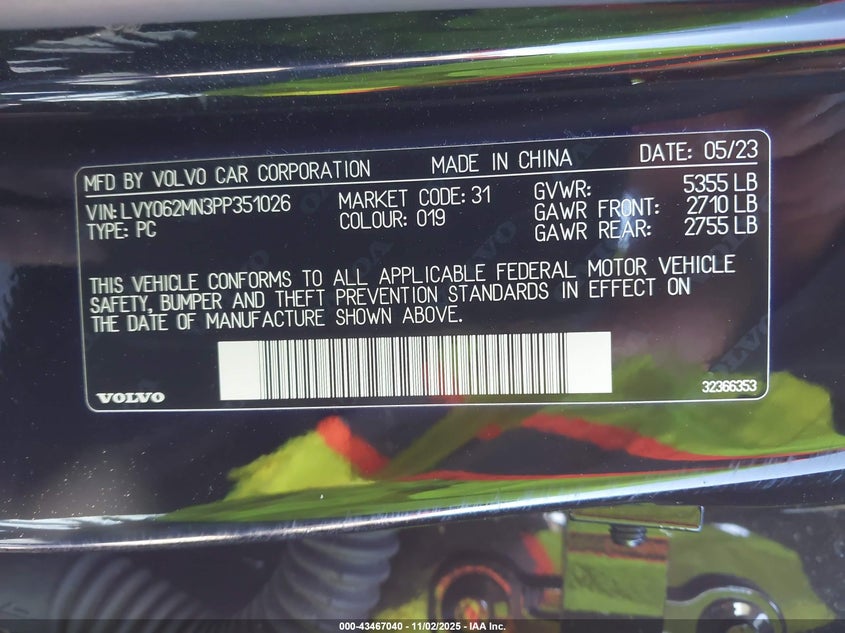 MFD BY VOLVO CAR CORPORATION MADE IN CHINA DATE: 05/23
VIN: LVY062MN3PP351026 MARKET CODE: 31 GVWR: 5355 LB
TYPE: PC COLOUR: 019 GAWR FRONT: 2710 LB
GAWR REAR: 2755 LB
THIS VEHICLE CONFORMS TO ALL APPLICABLE FEDERAL MOTOR VEHICLE
SAFETY, BUMPER AND THEFT PREVENTION STANDARDS IN EFFECT ON
THE DATE OF MANUFACTURE SHOWN ABOVE.
VOLVO 32366353
000-43467040 - 11/02/2025 - IAA Inc.